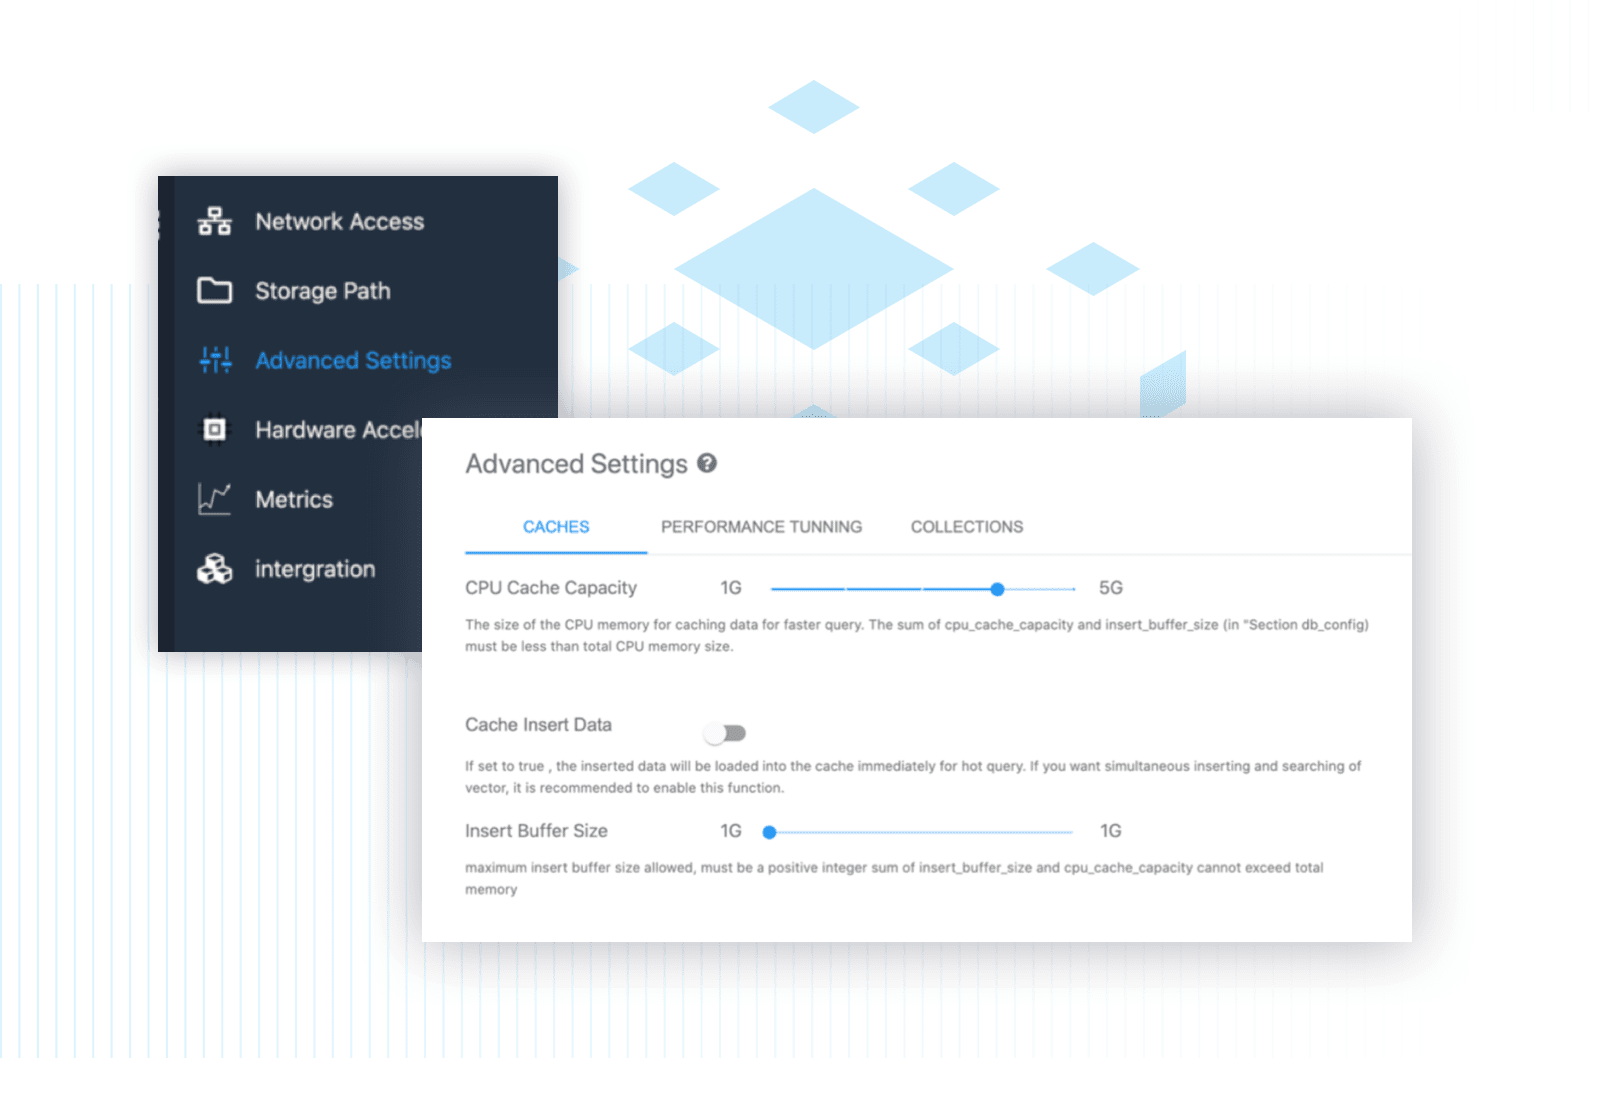 Network Access
Storage Path
Advanced Settings
Hardware Accel
Metrics
intergration
Advanced Settings ?
CACHES PERFORMANCE TUNNING COLLECTIONS
CPU Cache Capacity 1G 5G
The size of the CPU memory for caching data for faster query. The sum of cpu_cache_capacity and insert_buffer_size (in "Section db_config)
must be less than total CPU memory size.
Cache Insert Data
If set to true , the inserted data will be loaded into the cache immediately for hot query. If you want simultaneous inserting and searching of
vector, it is recommended to enable this function.
Insert Buffer Size 1G 1G
maximum insert buffer size allowed, must be a positive integer sum of insert_buffer_size and cpu_cache_capacity cannot exceed total
memory